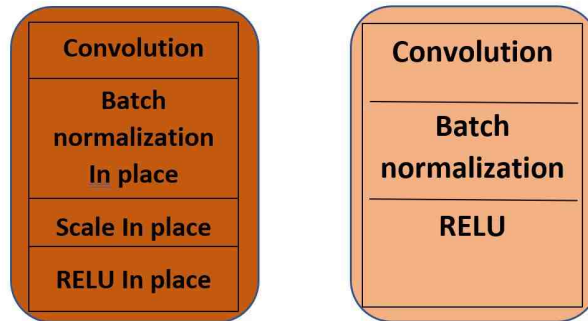 Convolution
Batch
normalization
In place
Scale In place
RELU In place
Convolution
Batch
normalization
RELU